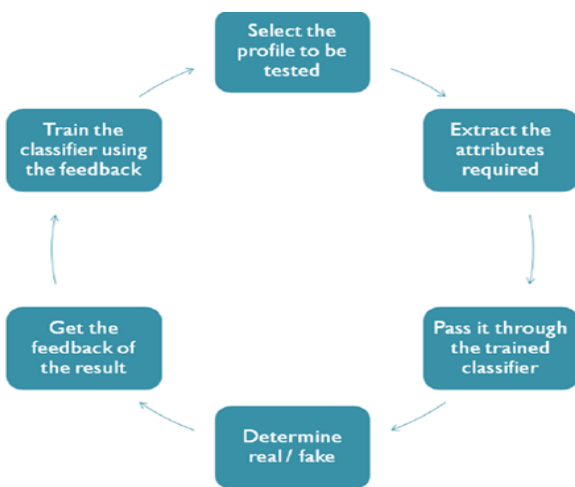 Select the
profile to be
tested
Extract the
attributes
required
Pass it through
the trained
classifier
Determine
real / fake
Get the
feedback of
the result
Train the
classifier using
the feedback